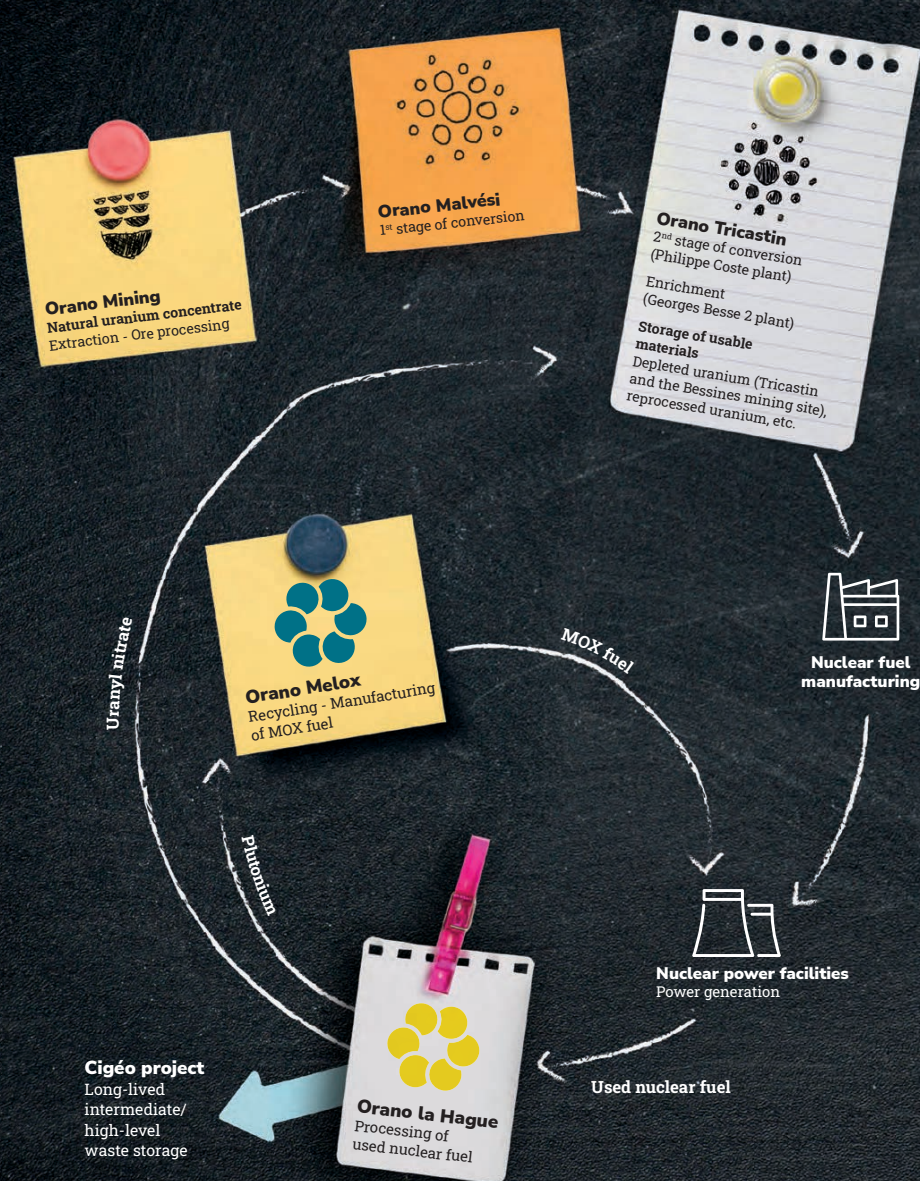 Orano Mining
Natural uranium concentrate
Extraction - Ore processing
Orano Malvési
1st stage of conversion
Orano Tricastin
2nd stage of conversion
(Philippe Coste plant)
Enrichment
(Georges Besse 2 plant)
Storage of usable
materials
Depleted uranium (Tricastin
and the Bessines mining site),
reprocessed uranium, etc.
Nuclear fuel
manufacturing
MOX fuel
Orano Melox
Recycling - Manufacturing
of MOX fuel
Uranyl nitrate
Plutonium
Nuclear power facilities
Power generation
Used nuclear fuel
Orano la Hague
Processing of
used nuclear fuel
Cigéo project
Long-lived
intermediate/
high-level
waste storage